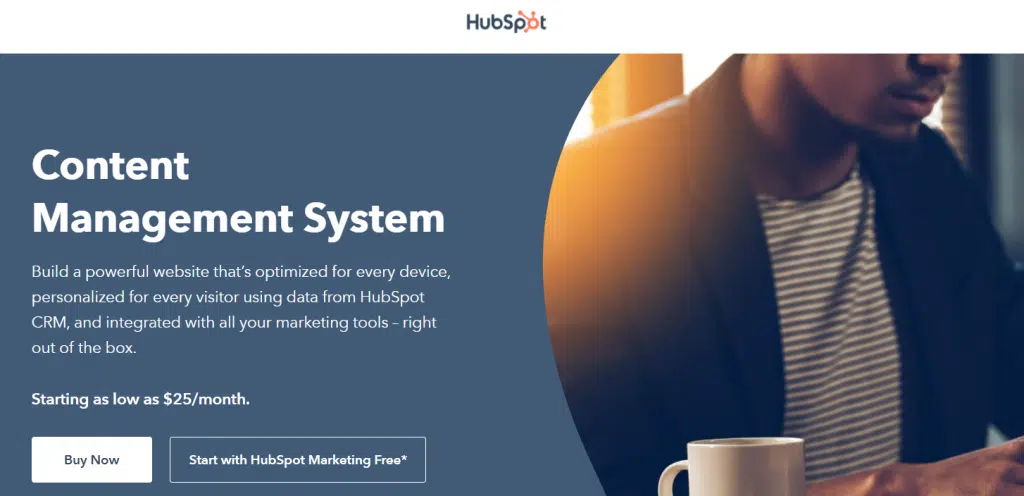 HubSpot
Content
Management System
Build a powerful website that's optimized for every device,
personalized for every visitor using data from HubSpot
CRM, and integrated with all your marketing tools – right
out of the box.
Starting as low as $25/month.
Buy Now
Start with HubSpot Marketing Free*